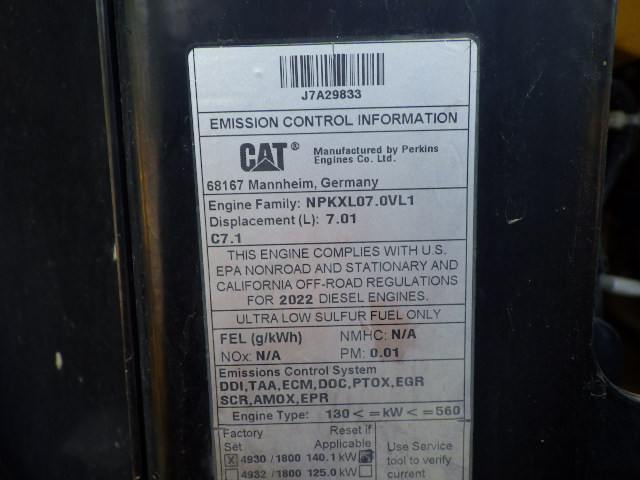 J7A29833
EMISSION CONTROL INFORMATION
CAT® Manufactured by Perkins
Engines Co. Ltd.
68167 Mannheim, Germany
Engine Family: NPKXL07.0VL1
Displacement (L): 7.01
C7.1
THIS ENGINE COMPLIES WITH U.S.
EPA NONROAD AND STATIONARY AND
CALIFORNIA OFF-ROAD REGULATIONS
FOR 2022 DIESEL ENGINES.
ULTRA LOW SULFUR FUEL ONLY
FEL (g/kWh) NMHC: N/A
NOx: N/A PM: 0.01
Emissions Control System
DDI,TAA,ECM,DOC,PTOX,EGR
SCR,AMOX,EPR
Engine Type: 130 < =kW < =560
Factory Reset if
Set Applicable
X 4930 /1800 140.1 kW
4932 /1800 125.0 kW
Use Service
tool to verify
current